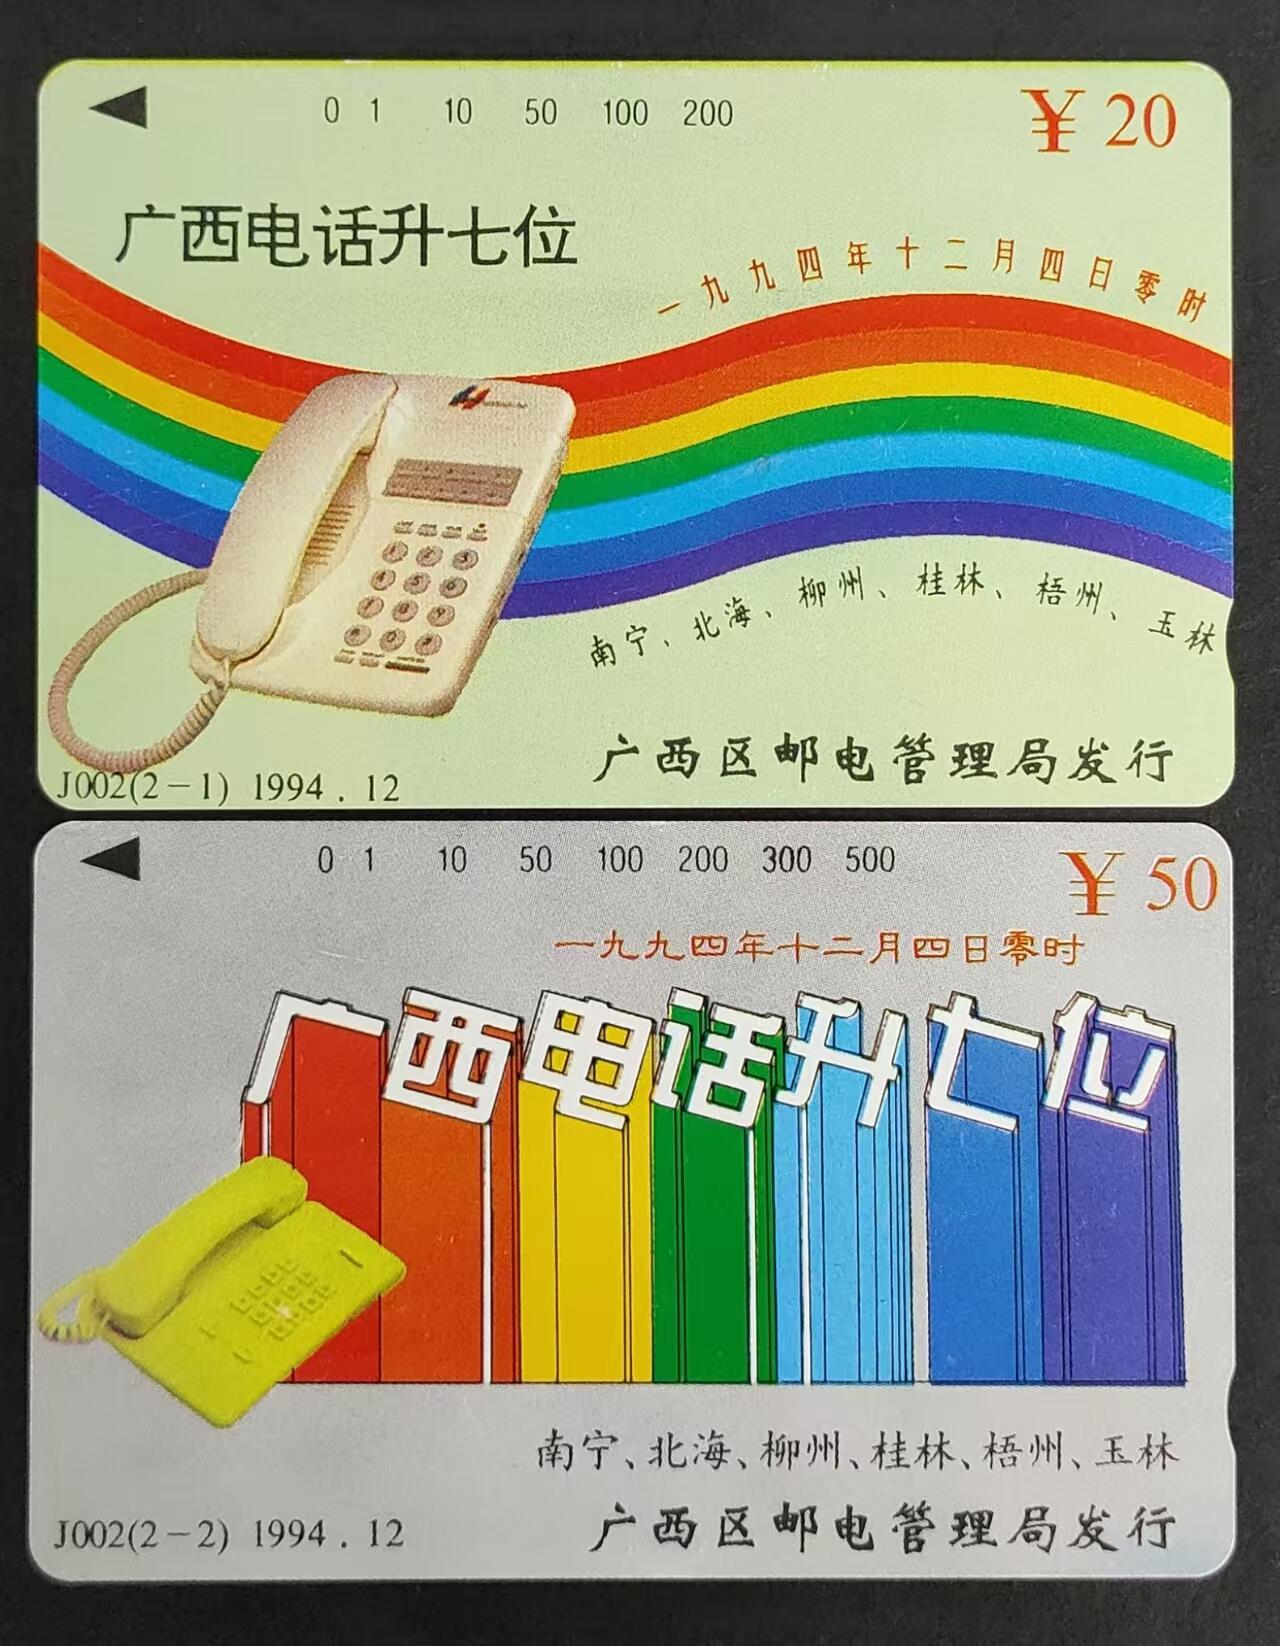 0 1 10 50 100 200
¥ 20
广西电话升七位
一九九四年十二月四日零时
南宁、北海、柳州、桂林、梧州、玉林
广西区邮电管理局发行
J002(2-1) 1994.12
0 1 10 50 100 200 300 500
¥ 50
一九九四年十二月四日零时
广西电话升七位
南宁、北海、柳州、桂林、梧州、玉林
广西区邮电管理局发行
J002(2-2) 1994.12